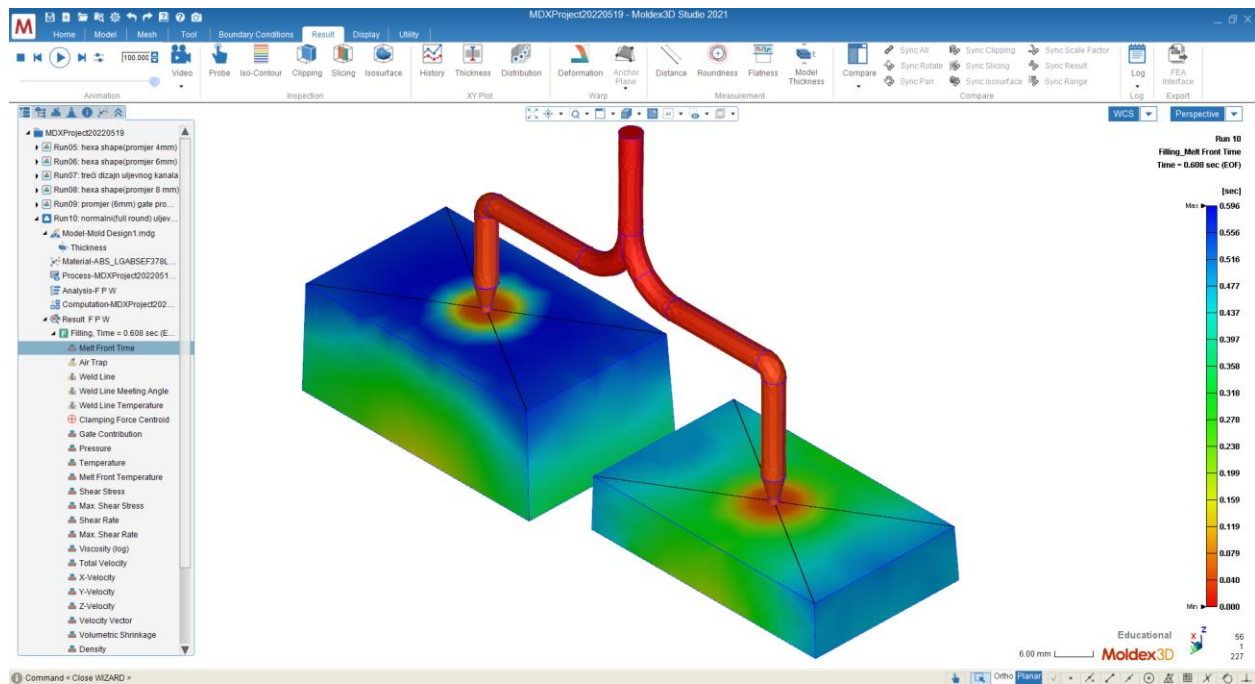 MDXProject20220519 - Moldex3D Studio 2021
M
Home Model Mesh Tool Boundary Conditions Result Display Utility
100.000
Video
Probe Iso-Contour Clipping Slicing Isosurface
History Thickness Distribution
Deformation Anchor Plane
Distance Roundness Flatness Model Thickness
Compare
Sync All Sync Clipping Sync Scale Factor
Sync Rotate Sync Slicing Sync Result
Sync Pan Sync Isosurface Sync Range
Log
FEA Interface
Animation Inspection XY Plot Warp Measurement Compare Log Export
WCS Perspective
MDXProject20220519
Run05: hexa shape(promjer 4mm)
Run06: hexa shape(promjer 6mm)
Run07: treći dizajn uljevnog kanala
Run08: hexa shape(promjer 8 mm)
Run09: promjer (6mm) gate pro...
Run10: normalni(full round) uljev...
Model-Mold Design1.mdg
Thickness
Material-ABS_LGABSEF378L...
Process-MDXProject2022051...
Analysis-F P W
Computation-MDXProject202...
Result F P W
Filling, Time = 0.608 sec (E...
Melt Front Time
Air Trap
Weld Line
Weld Line Meeting Angle
Weld Line Temperature
Clamping Force Centroid
Gate Contribution
Pressure
Temperature
Melt Front Temperature
Shear Stress
Max. Shear Stress
Shear Rate
Max. Shear Rate
Viscosity (log)
Total Velocity
X-Velocity
Y-Velocity
Z-Velocity
Velocity Vector
Volumetric Shrinkage
Density
Run 10
Filling_Melt Front Time
Time = 0.608 sec (EOF)
[sec]
Max 0.596
0.556
0.516
0.477
0.437
0.397
0.358
0.318
0.278
0.238
0.199
0.159
0.119
0.079
0.040
Min 0.000
Educational
Moldex3D
6.00 mm
X Z
56
1
227
Command < Close WIZARD >
Ortho Planar